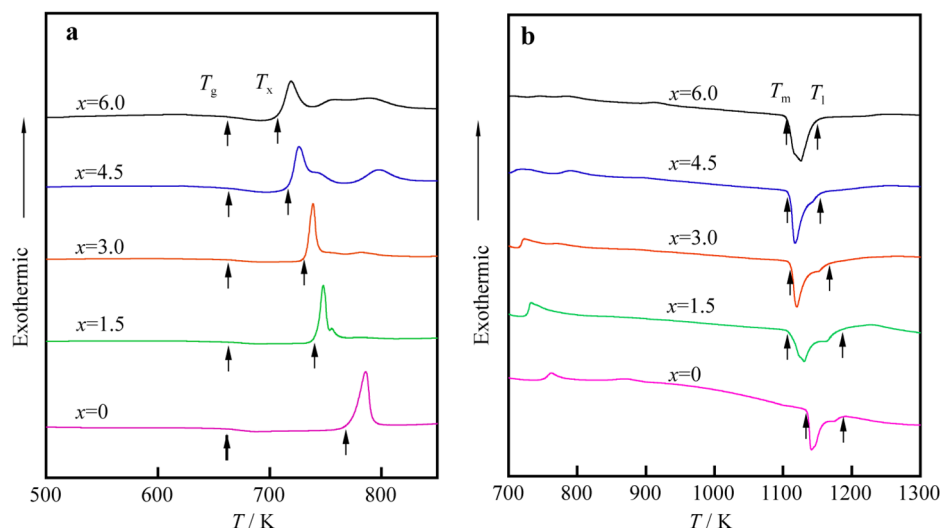 a
Tg
Tx
x=6.0
x=4.5
x=3.0
x=1.5
x=0
Exothermic
500 600 700 800
T / K
b
x=6.0
Tm
Tl
x=4.5
x=3.0
x=1.5
x=0
Exothermic
700 800 900 1000 1100 1200 1300
T / K